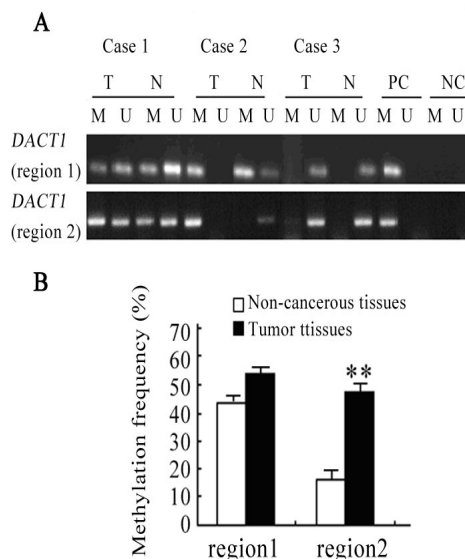 A
Case 1 Case 2 Case 3
T N T N T N PC NC
M U M U M U M U M U M U M U M U
DACT1
(region 1)
DACT1
(region 2)
B
Non-cancerous tissues
Tumor ttissues
Methylation frequency (%)
70
60
50
40
30
20
10
0
**
region1 region2